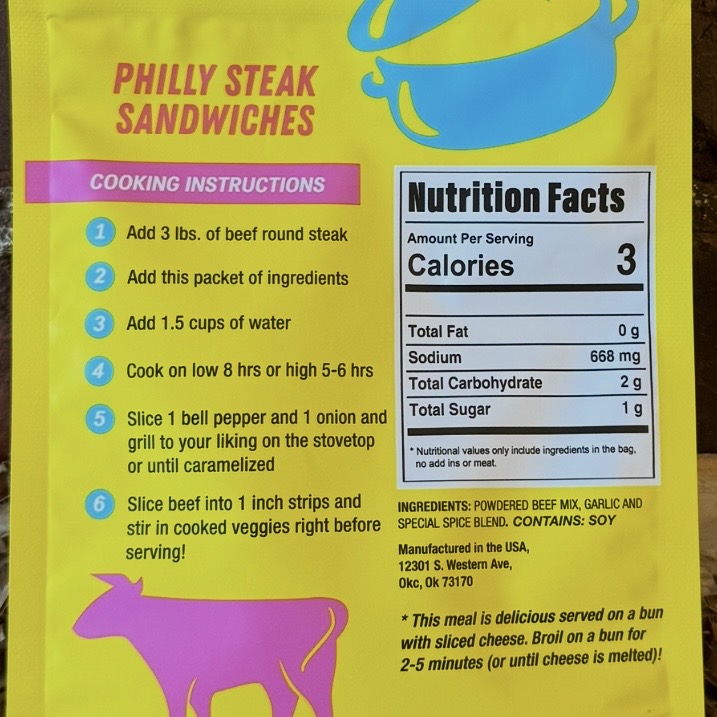 PHILLY STEAK
SANDWICHES
COOKING INSTRUCTIONS
1 Add 3 lbs. of beef round steak
2 Add this packet of ingredients
3 Add 1.5 cups of water
4 Cook on low 8 hrs or high 5-6 hrs
5 Slice 1 bell pepper and 1 onion and
grill to your liking on the stovetop
or until caramelized
6 Slice beef into 1 inch strips and
stir in cooked veggies right before
serving!
Nutrition Facts
Amount Per Serving
Calories 3
Total Fat 0 g
Sodium 668 mg
Total Carbohydrate 2 g
Total Sugar 1 g
* Nutritional values only include ingredients in the bag,
no add ins or meat.
INGREDIENTS: POWDERED BEEF MIX, GARLIC AND
SPECIAL SPICE BLEND. CONTAINS: SOY
Manufactured in the USA,
12301 S. Western Ave,
Okc, Ok 73170
* This meal is delicious served on a bun
with sliced cheese. Broil on a bun for
2-5 minutes (or until cheese is melted)!